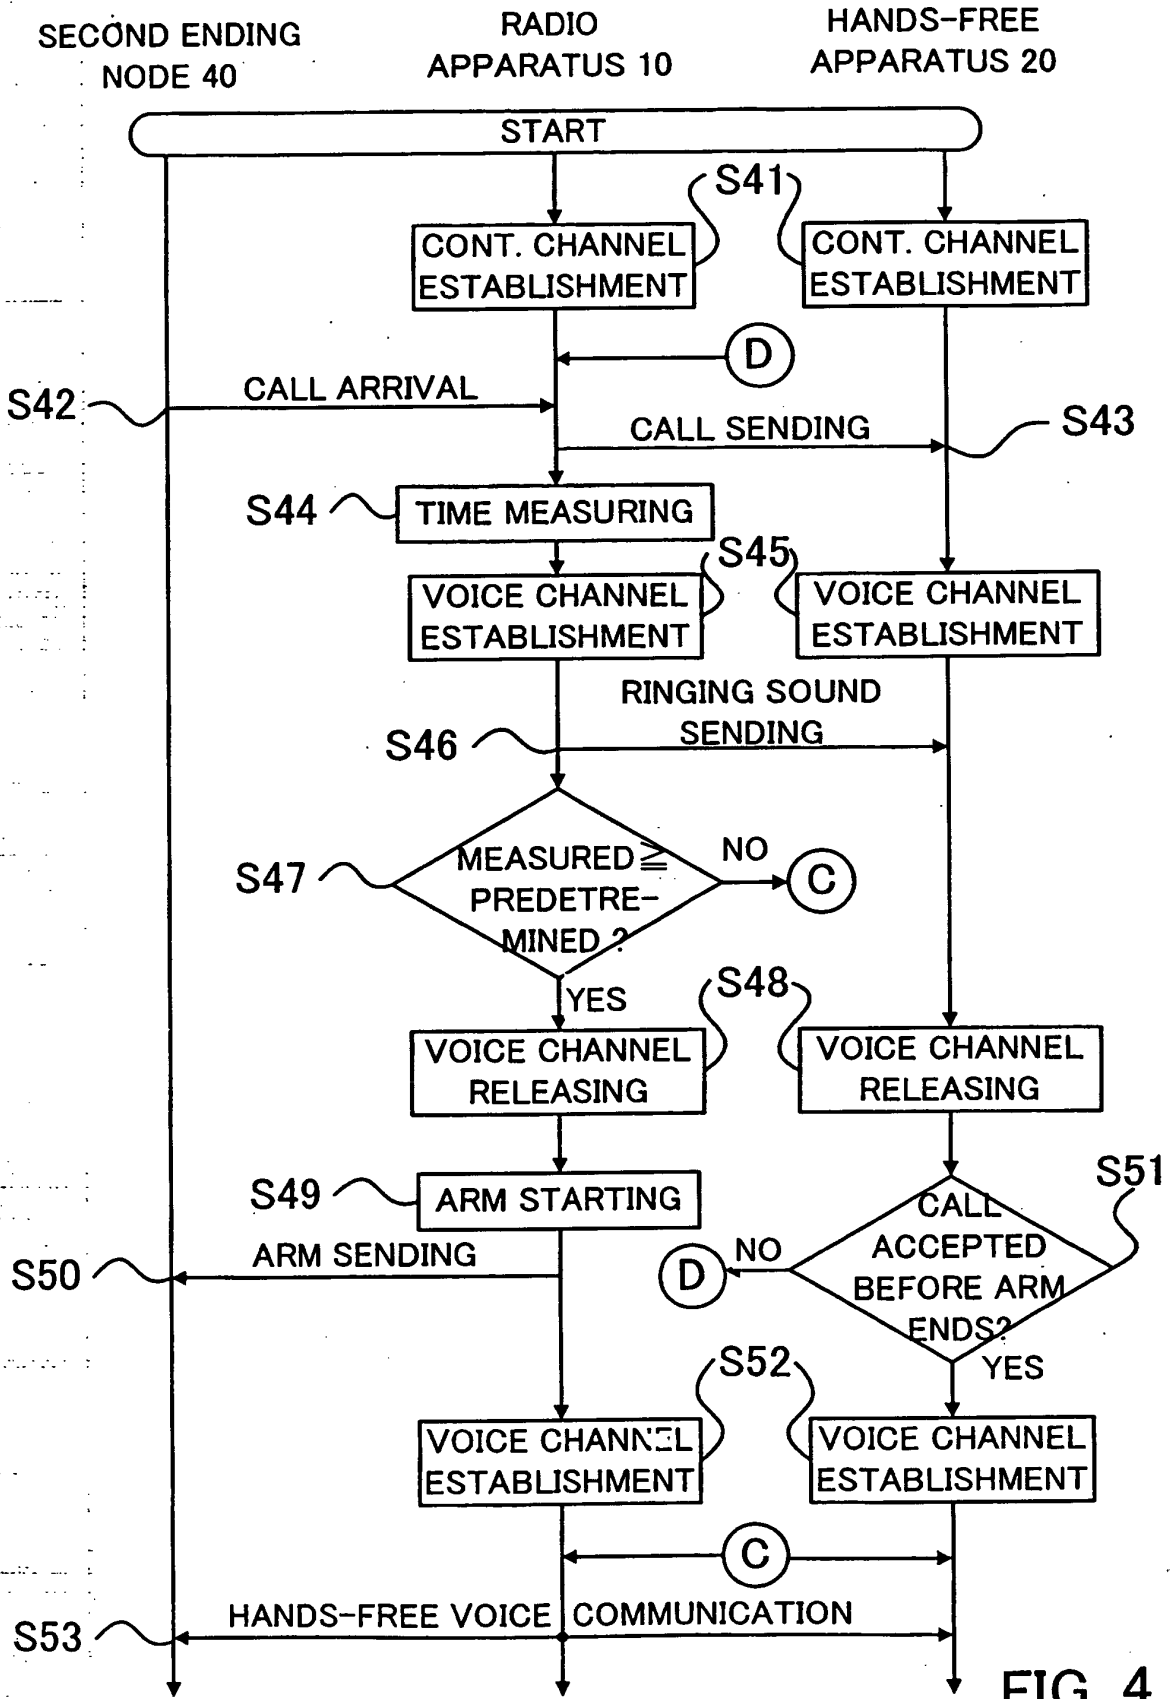 SECOND ENDING
NODE 40
RADIO
APPARATUS 10
HANDS-FREE
APPARATUS 20
START
S41
CONT. CHANNEL
ESTABLISHMENT
CONT. CHANNEL
ESTABLISHMENT
D
S42
CALL ARRIVAL
CALL SENDING
S43
S44
TIME MEASURING
S45
VOICE CHANNEL
ESTABLISHMENT
VOICE CHANNEL
ESTABLISHMENT
RINGING SOUND
SENDING
S46
S47
MEASURED ≧
PREDETRE-
MINED ?
NO
C
YES
S48
VOICE CHANNEL
RELEASING
VOICE CHANNEL
RELEASING
S49
ARM STARTING
S50
ARM SENDING
S51
CALL
ACCEPTED
BEFORE ARM
ENDS?
NO
D
YES
S52
VOICE CHANNEL
ESTABLISHMENT
VOICE CHANNEL
ESTABLISHMENT
C
S53
HANDS-FREE VOICE COMMUNICATION
FIG. 4